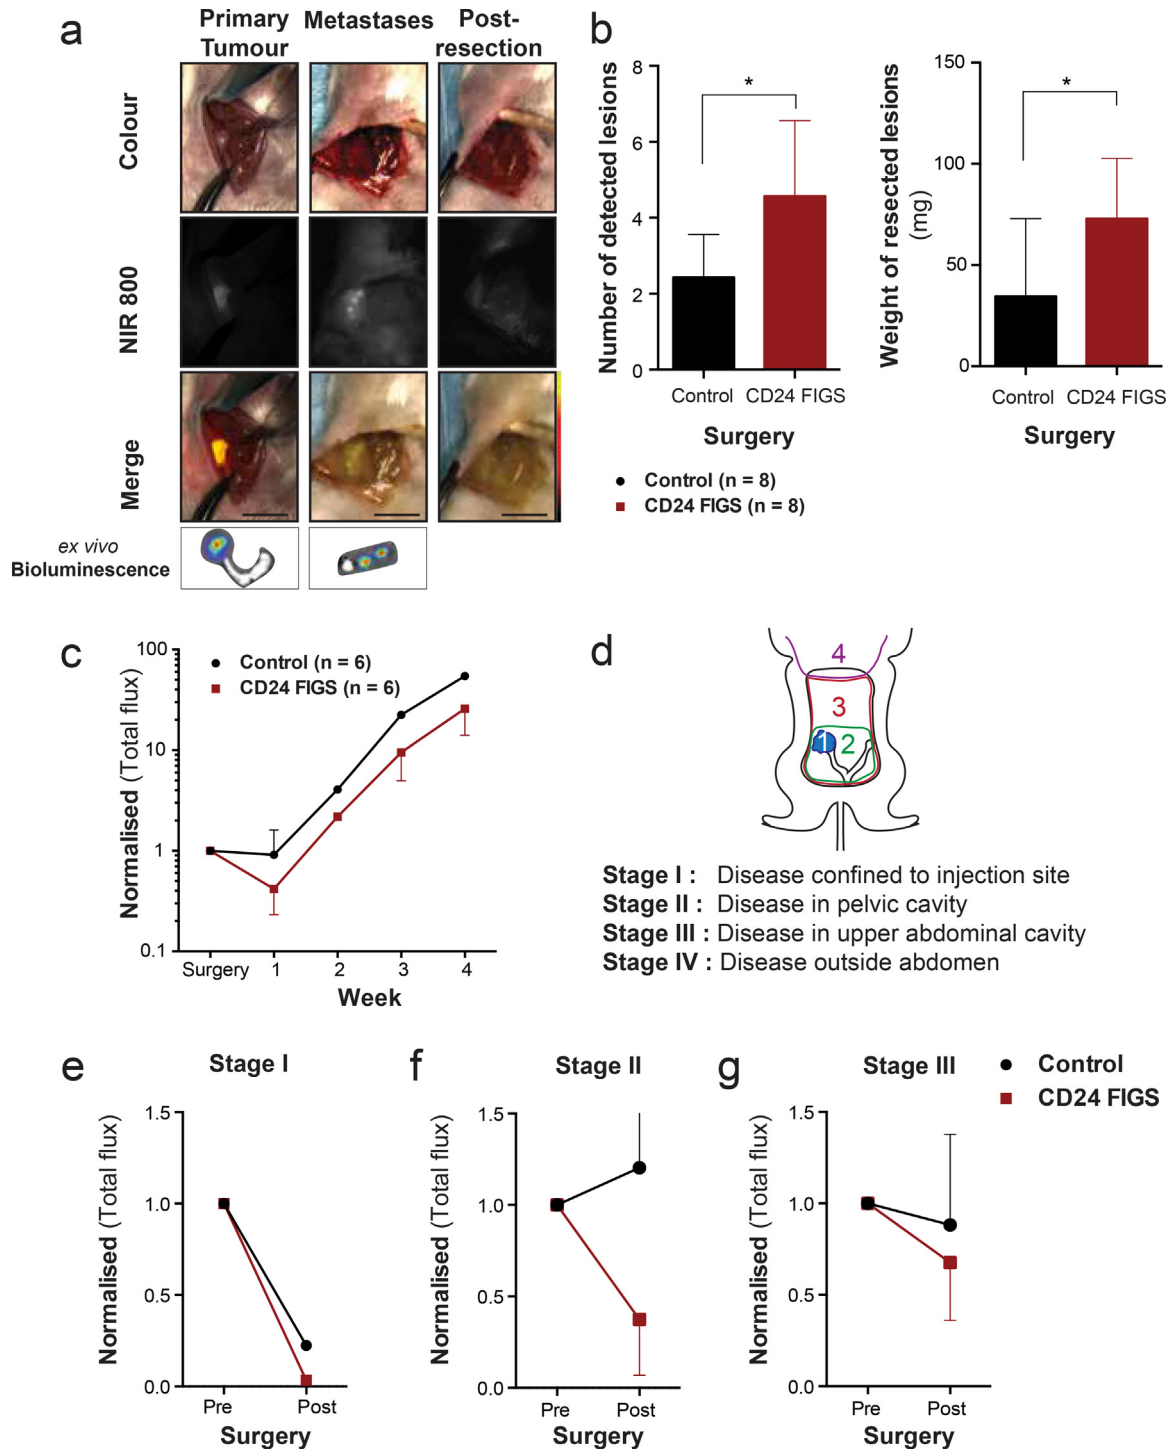 a
Primary Tumour
Metastases
Post-resection
Colour
NIR 800
Merge
ex vivo
Bioluminescence
b
Number of detected lesions
8
6
4
2
0
*
Control
CD24 FIGS
Surgery
Weight of resected lesions
(mg)
150
100
50
0
*
Control
CD24 FIGS
Surgery
Control (n = 8)
CD24 FIGS (n = 8)
c
Normalised (Total flux)
100
10
1
0.1
Control (n = 6)
CD24 FIGS (n = 6)
Surgery
1
2
3
4
Week
d
4
3
1
2
Stage I : Disease confined to injection site
Stage II : Disease in pelvic cavity
Stage III : Disease in upper abdominal cavity
Stage IV : Disease outside abdomen
e
Stage I
Normalised (Total flux)
1.5
1.0
0.5
0.0
Pre
Post
Surgery
f
Stage II
Normalised (Total flux)
1.5
1.0
0.5
0.0
Pre
Post
Surgery
g
Stage III
Normalised (Total flux)
1.5
1.0
0.5
0.0
Pre
Post
Surgery
Control
CD24 FIGS